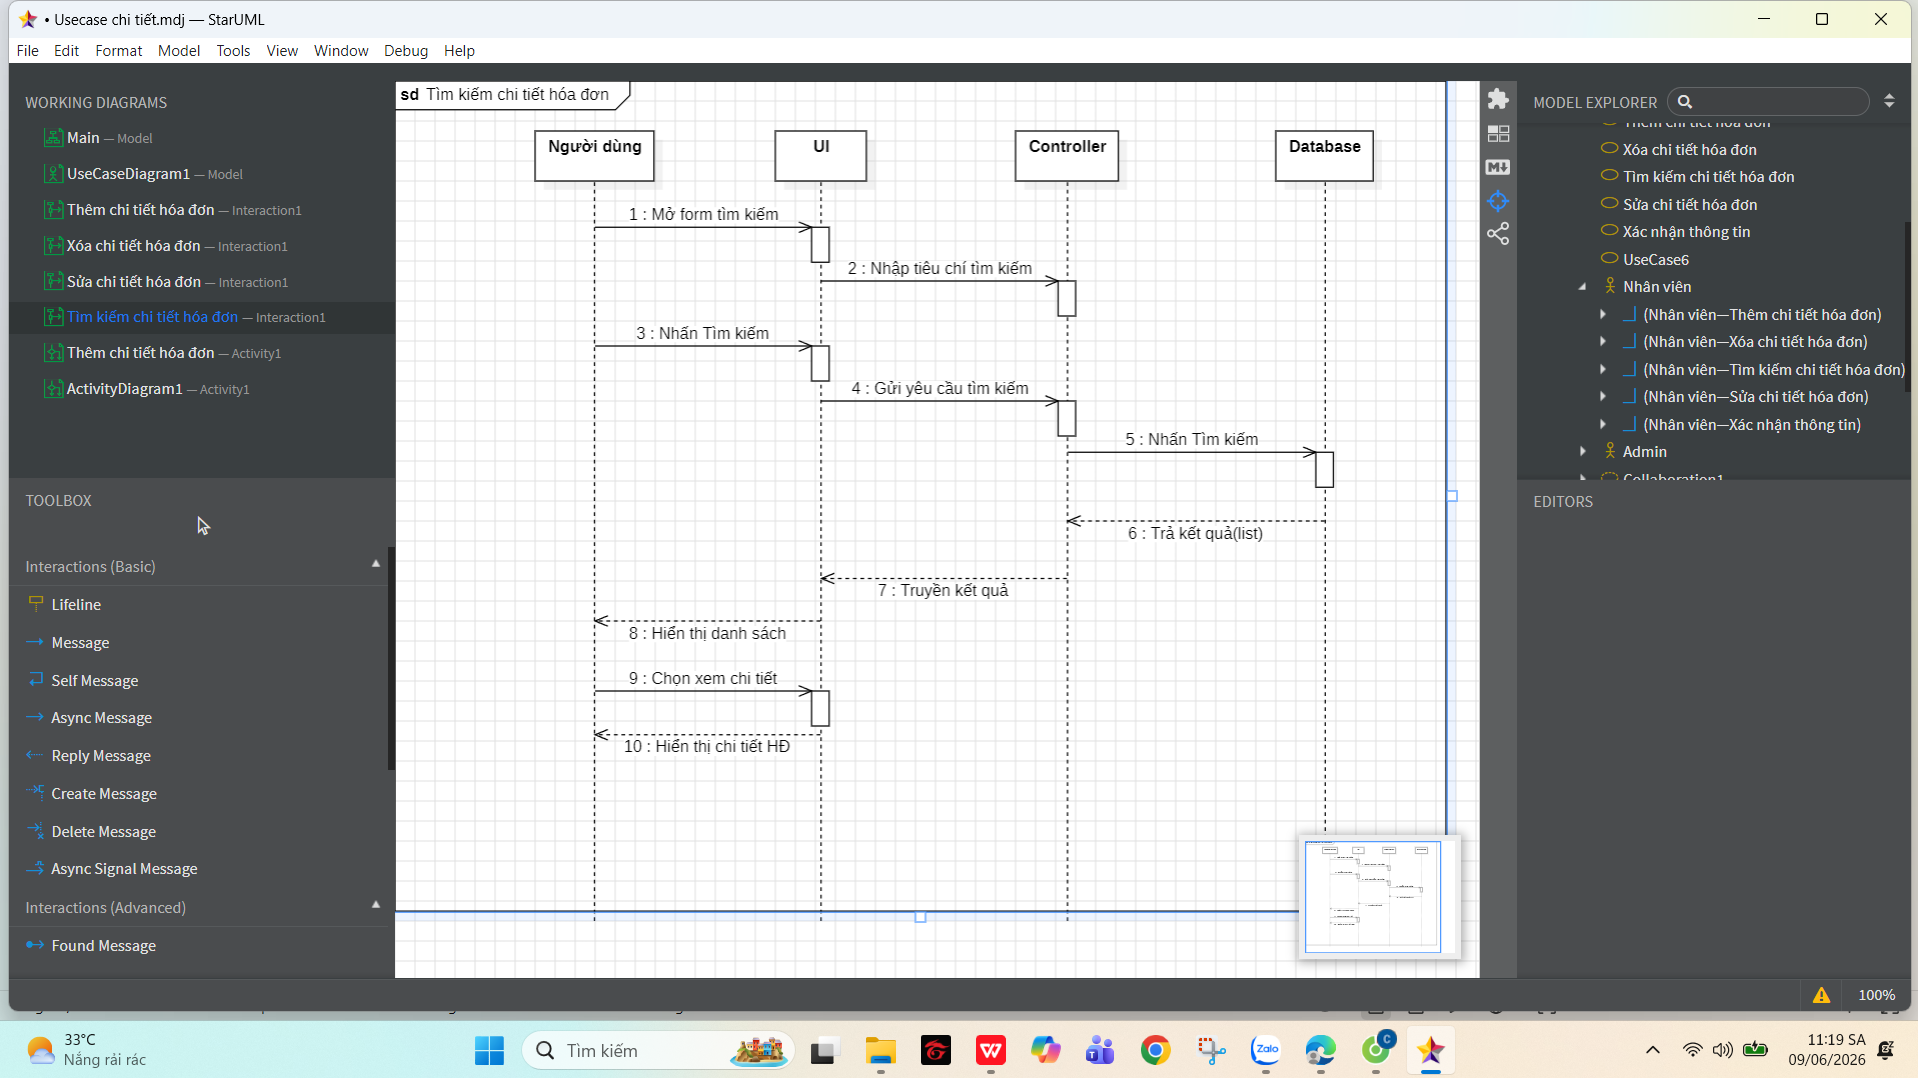 • Usecase chi tiết.mdj — StarUML
File Edit Format Model Tools View Window Debug Help
WORKING DIAGRAMS
Main — Model
UseCaseDiagram1 — Model
Thêm chi tiết hóa đơn — Interaction1
Xóa chi tiết hóa đơn — Interaction1
Sửa chi tiết hóa đơn — Interaction1
Tìm kiếm chi tiết hóa đơn — Interaction1
Thêm chi tiết hóa đơn — Activity1
ActivityDiagram1 — Activity1
TOOLBOX
Interactions (Basic)
Lifeline
Message
Self Message
Async Message
Reply Message
Create Message
Delete Message
Async Signal Message
Interactions (Advanced)
Found Message
sd Tìm kiếm chi tiết hóa đơn
Người dùng
UI
Controller
Database
1 : Mở form tìm kiếm
2 : Nhập tiêu chí tìm kiếm
3 : Nhấn Tìm kiếm
4 : Gửi yêu cầu tìm kiếm
5 : Nhấn Tìm kiếm
6 : Trả kết quả(list)
7 : Truyền kết quả
8 : Hiển thị danh sách
9 : Chọn xem chi tiết
10 : Hiển thị chi tiết HĐ
MODEL EXPLORER
Thêm chi tiết hóa đơn
Xóa chi tiết hóa đơn
Tìm kiếm chi tiết hóa đơn
Sửa chi tiết hóa đơn
Xác nhận thông tin
UseCase6
Nhân viên
(Nhân viên—Thêm chi tiết hóa đơn)
(Nhân viên—Xóa chi tiết hóa đơn)
(Nhân viên—Tìm kiếm chi tiết hóa đơn)
(Nhân viên—Sửa chi tiết hóa đơn)
(Nhân viên—Xác nhận thông tin)
Admin
Collaboration1
EDITORS
100%
33°C
Nắng rải rác
Tìm kiếm
Zalo
C
11:19 SA
09/06/2026